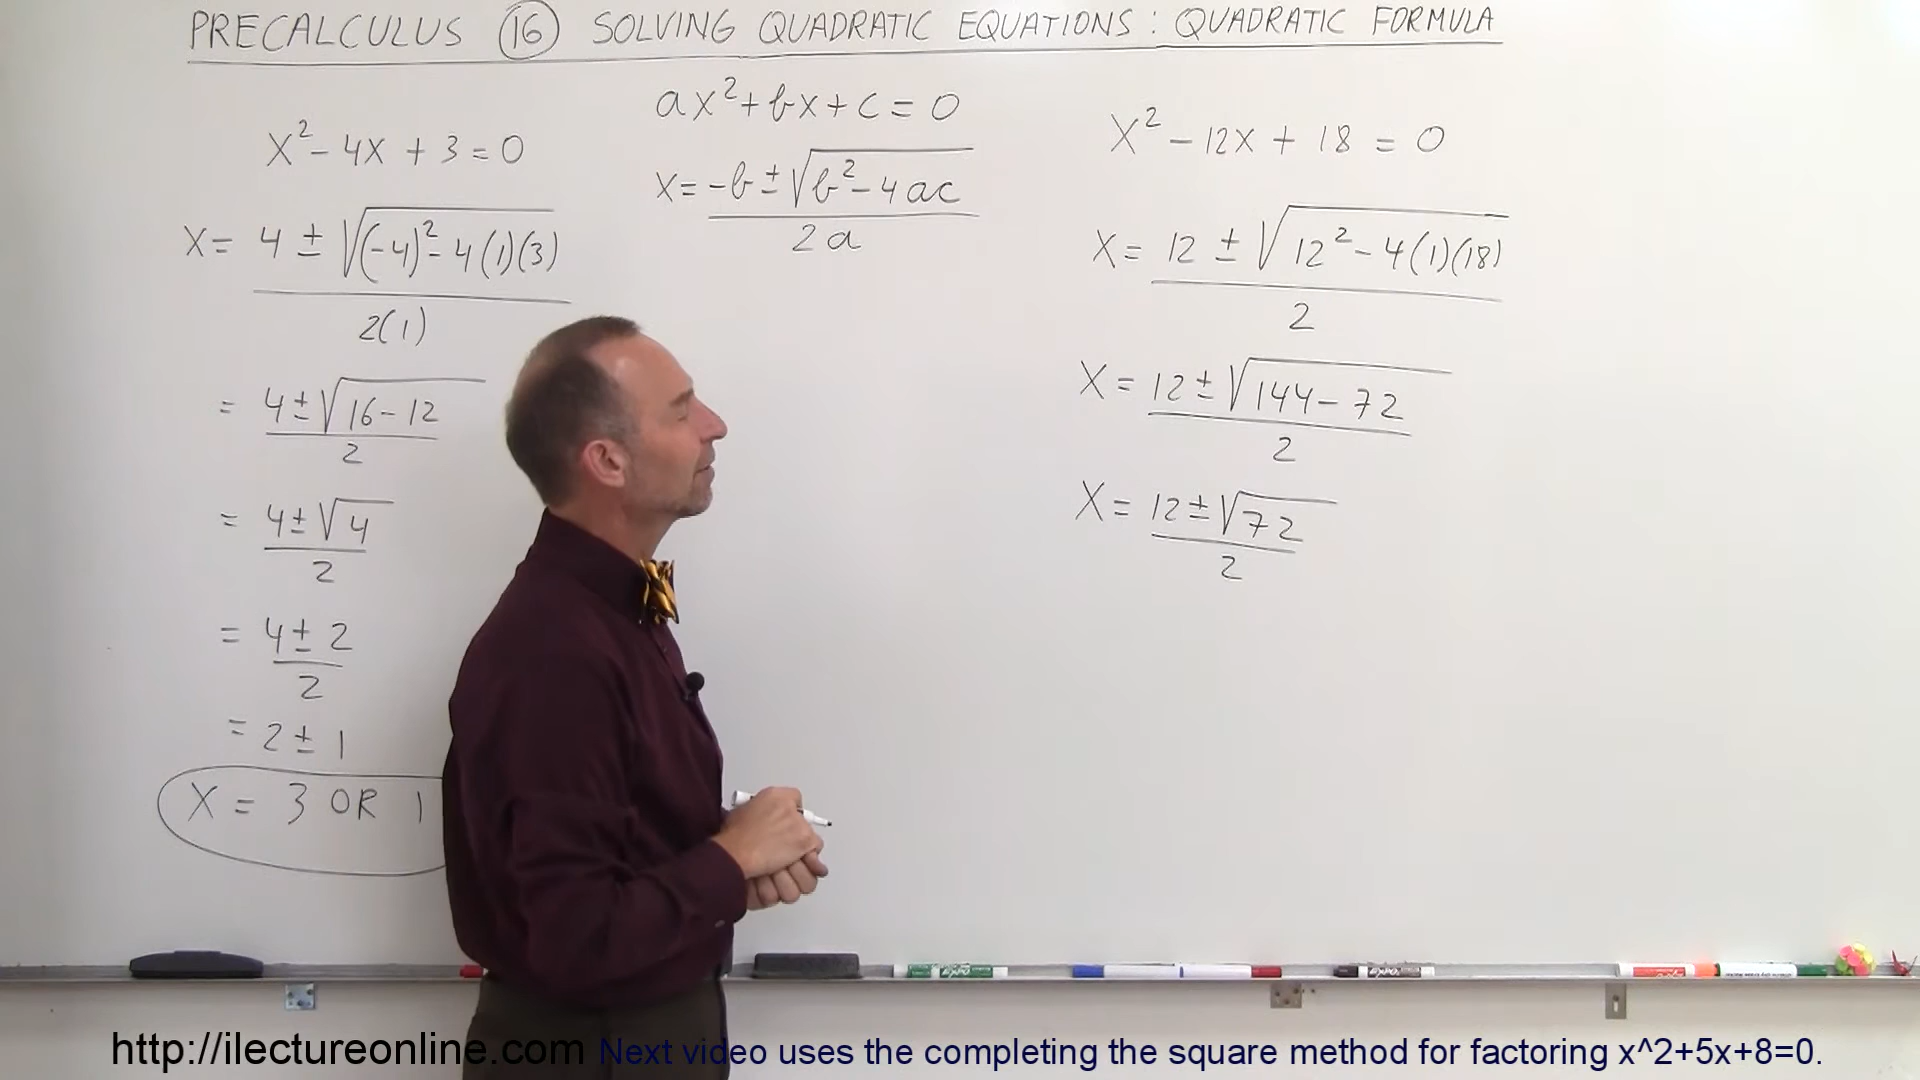 PRECALCULUS 16 SOLVING QUADRATIC EQUATIONS : QUADRATIC FORMULA
x² - 4x + 3 = 0
x = 4 ± √(-4)² - 4(1)(3)
2(1)
= 4 ± √16 - 12
2
= 4 ± √4
2
= 4 ± 2
2
= 2 ± 1
X = 3 OR 1
ax² + bx + c = 0
x = -b ± √b² - 4ac
2a
X² - 12x + 18 = 0
X = 12 ± √12² - 4(1)(18)
2
X = 12 ± √144 - 72
2
X = 12 ± √72
2
http://ilectureonline.com Next video uses the completing the square method for factoring x^2+5x+8=0.